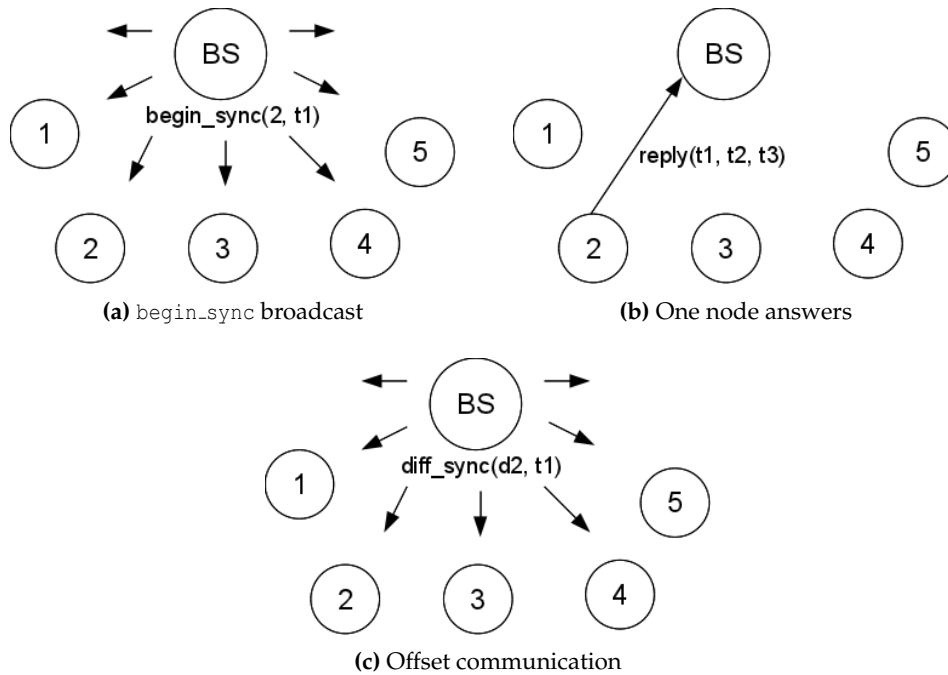 BS
begin_sync(2, t1)
1
2
3
4
5
(a) begin_sync broadcast
BS
reply(t1, t2, t3)
1
2
3
4
5
(b) One node answers
BS
diff_sync(d2, t1)
1
2
3
4
5
(c) Offset communication